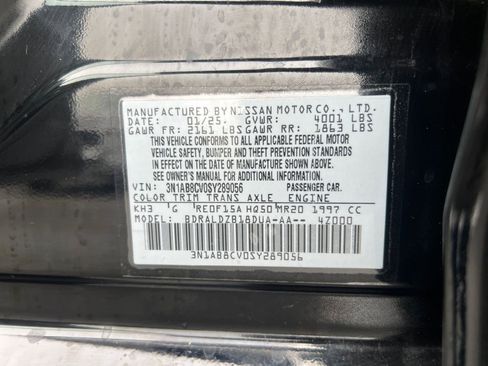 MANUFACTURED BY NISSAN MOTOR CO., LTD.
DATE: 01/25. GVWR: 4001 LBS
GAWR FR: 2161 LBS GAWR RR: 1863 LBS
THIS VEHICLE CONFORMS TO ALL APPLICABLE FEDERAL MOTOR
VEHICLE SAFETY, BUMPER AND THEFT PREVENTION STANDARDS
IN EFFECT ON THE DATE OF MANUFACTURE SHOWN ABOVE.
SEE OWNER'S MANUAL FOR ADDITIONAL INFORMATION.
VIN: 3N1AB8CV0SY289056 PASSENGER CAR.
COLOR TRIM TRANS AXLE ENGINE
KH3 G RE0F15A HQ50 MR20 1997 CC
MODEL: BDRALDZB18DUA-AA-- 4Z000
3N1AB8CV0SY289056